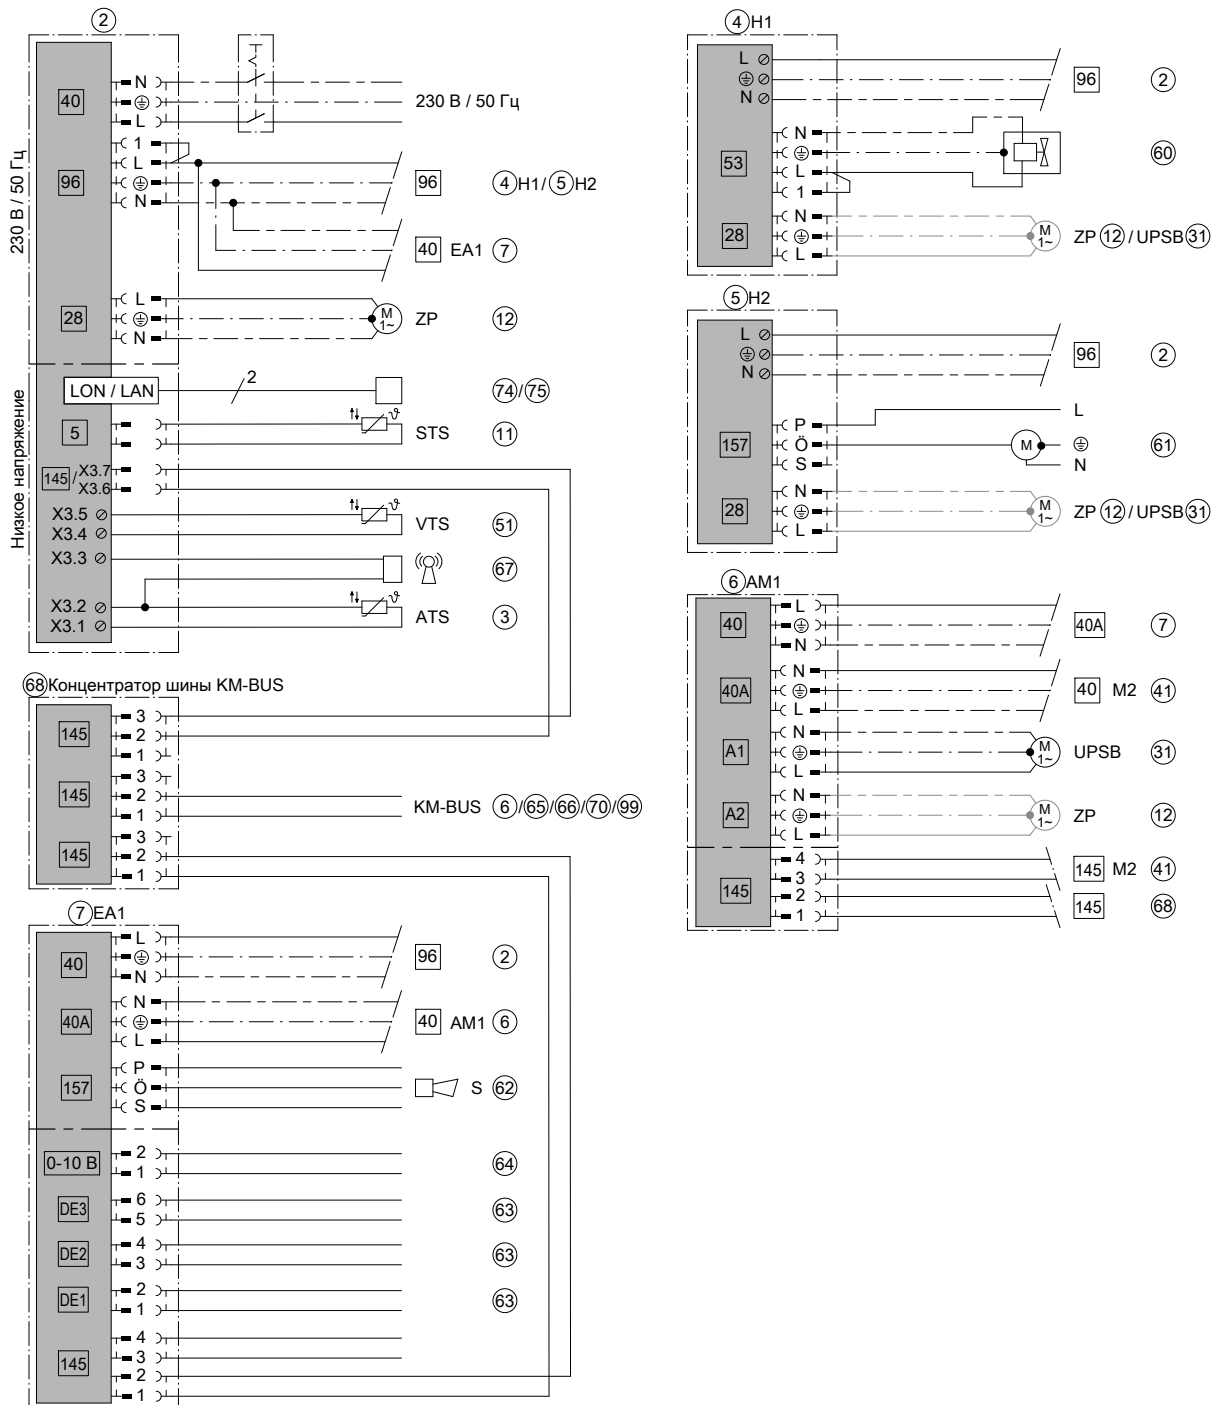 2
230 В / 50 Гц
40
N
L
230 В / 50 Гц
96
1
L
N
96
4 H1/ 5 H2
40 EA1 7
28
L
N
M
1~
ZP 12
Низкое напряжение
LON / LAN
2
74/75
5
STS 11
145 / X3.7
X3.6
X3.5
X3.4
VTS 51
X3.3
67
X3.2
X3.1
ATS 3
68 Концентратор шины KM-BUS
145
3
2
1
145
3
2
1
KM-BUS 6/65/66/70/99
145
3
2
1
7 EA1
40
L
N
96 2
40A
N
L
40 AM1 6
157
P
Ö
S
S 62
0-10 В
2
1
64
DE3
6
5
63
DE2
4
3
63
DE1
2
1
63
145
4
3
2
1
4 H1
L
N
96 2
53
N
L
1
60
28
N
L
M
1~
ZP 12 / UPSB 31
5 H2
L
N
96 2
157
P
Ö
S
L
M
N
61
28
N
L
M
1~
ZP 12 / UPSB 31
6 AM1
40
L
N
40A 7
40A
N
L
40 M2 41
A1
N
L
M
1~
UPSB 31
A2
N
L
M
1~
ZP 12
145
4
3
2
1
145 M2 41
145 68